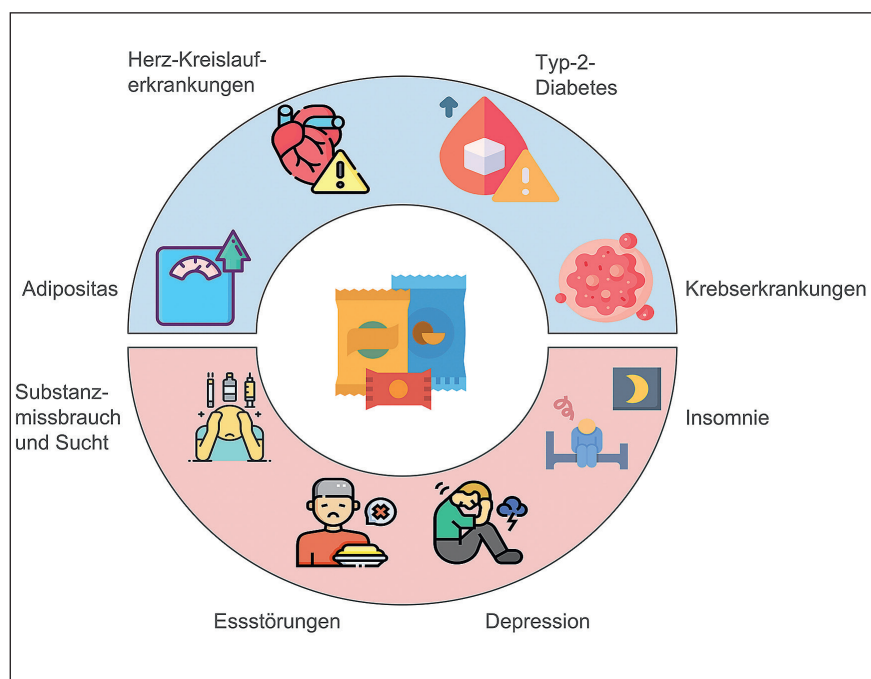 Herz-Kreislauf-
erkrankungen
Typ-2-
Diabetes
Adipositas
Krebserkrankungen
Substanz-
missbrauch
und Sucht
Insomnie
Essstörungen
Depression